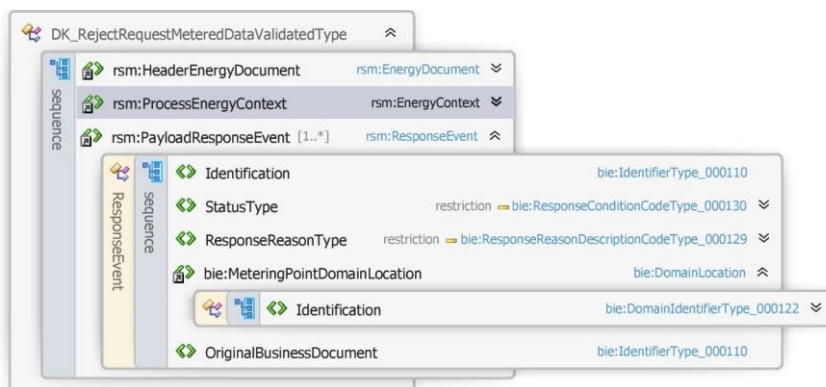 DK_RejectRequestMeteredDataValidatedType
sequence
rsm:HeaderEnergyDocument rsm:EnergyDocument
rsm:ProcessEnergyContext rsm:EnergyContext
rsm:PayloadResponseEvent [1..*] rsm:ResponseEvent
ResponseEvent
sequence
Identification bie:IdentifierType_000110
StatusType restriction bie:ResponseConditionCodeType_000130
ResponseReasonType restriction bie:ResponseReasonDescriptionCodeType_000129
bie:MeteringPointDomainLocation bie:DomainLocation
Identification bie:DomainIdentifierType_000122
OriginalBusinessDocument bie:IdentifierType_000110